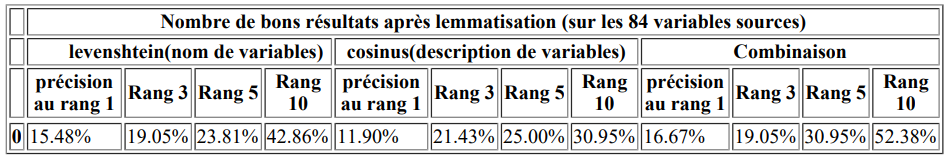 Nombre de bons résultats après lemmatisation (sur les 84 variables sources)
levenshtein(nom de variables) cosinus(description de variables) Combinaison
précision au rang 1 Rang 3 Rang 5 Rang 10 précision au rang 1 Rang 3 Rang 5 Rang 10 précision au rang 1 Rang 3 Rang 5 Rang 10
0 15.48% 19.05% 23.81% 42.86% 11.90% 21.43% 25.00% 30.95% 16.67% 19.05% 30.95% 52.38%